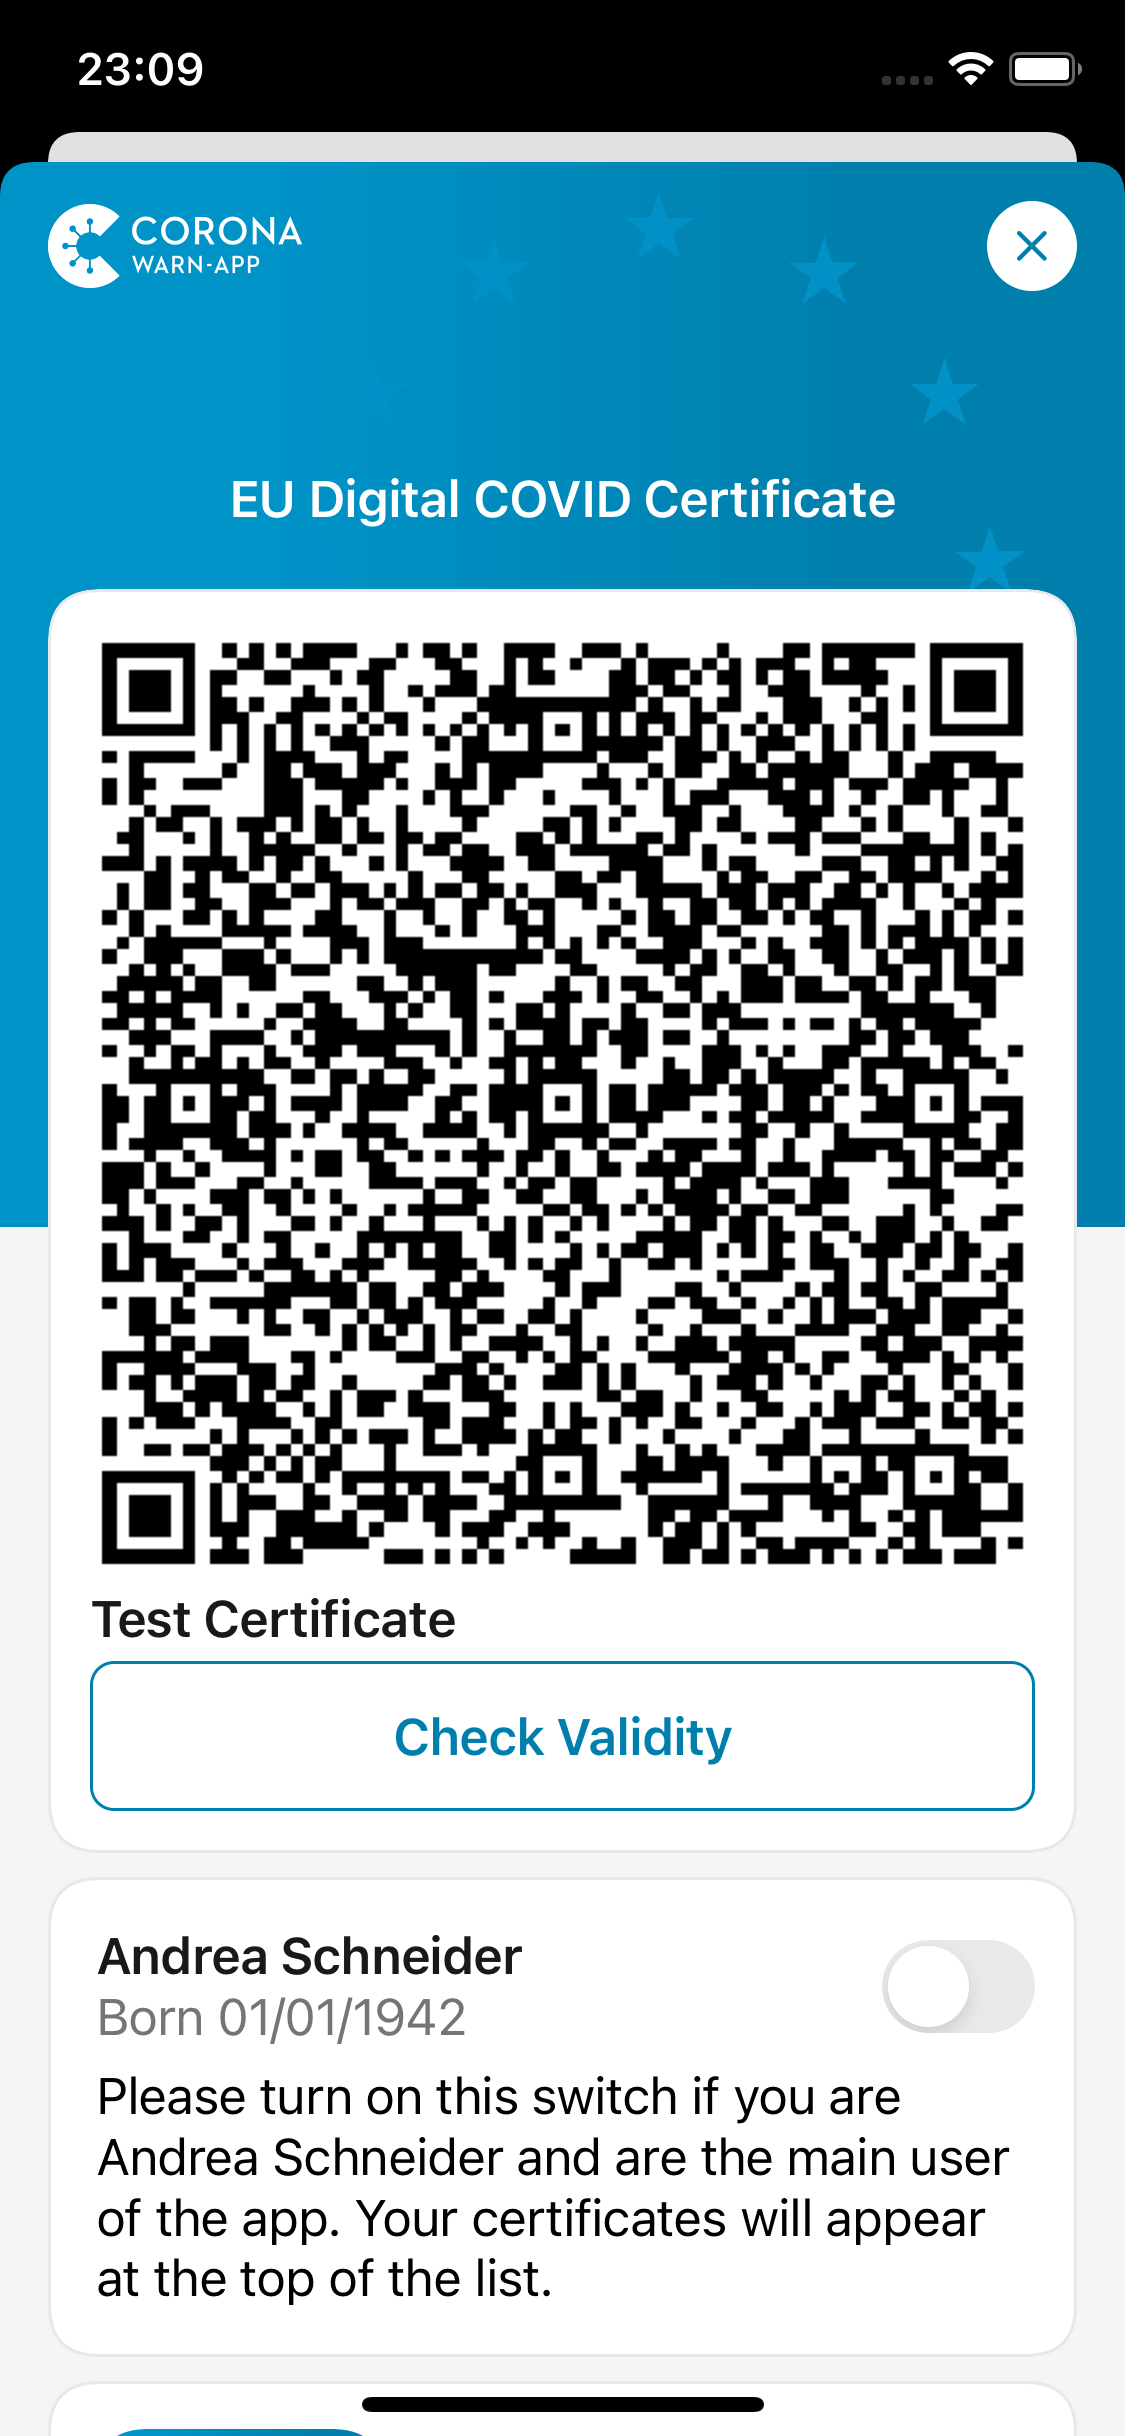 23:09
CORONA
WARN-APP
EU Digital COVID Certificate
Test Certificate
Check Validity
Andrea Schneider
Born 01/01/1942
Please turn on this switch if you are
Andrea Schneider and are the main user
of the app. Your certificates will appear
at the top of the list.